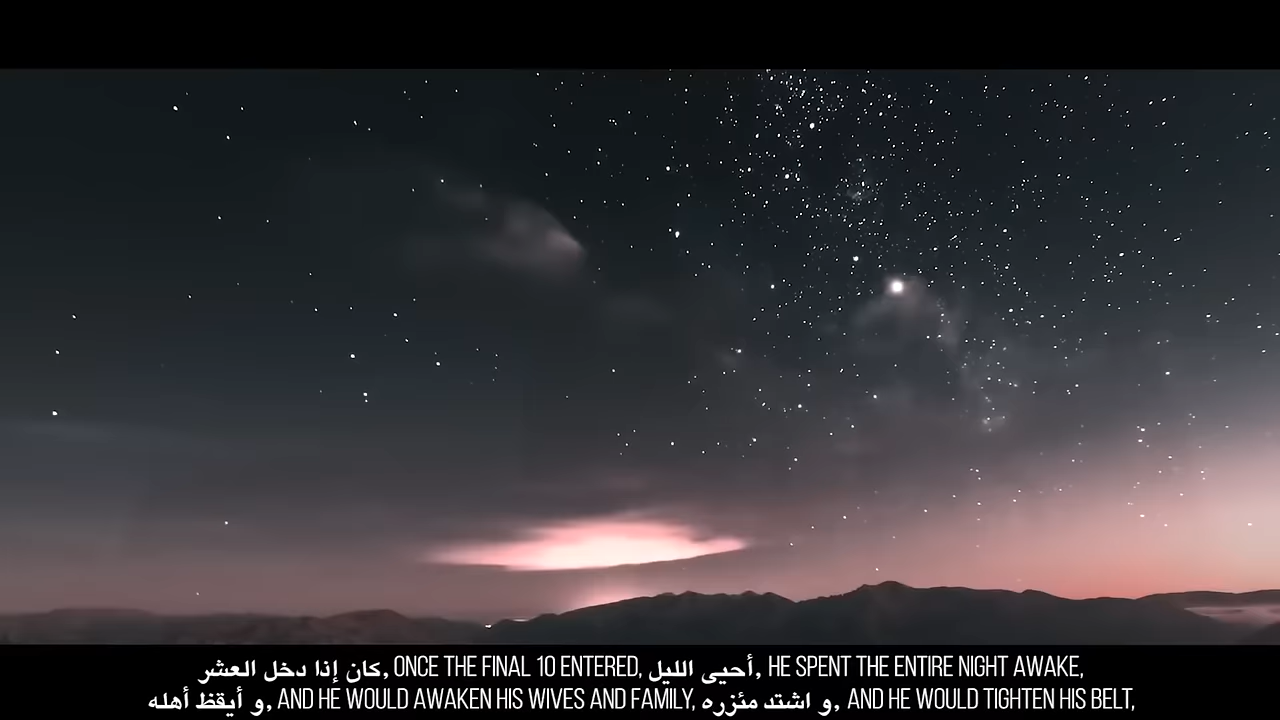 كان إذا دخل العشر, ONCE THE FINAL 10 ENTERED, أحيى الليل, HE SPENT THE ENTIRE NIGHT AWAKE,
و أيقظ أهله, AND HE WOULD AWAKEN HIS WIVES AND FAMILY, و اشتد مئزره, AND HE WOULD TIGHTEN HIS BELT,